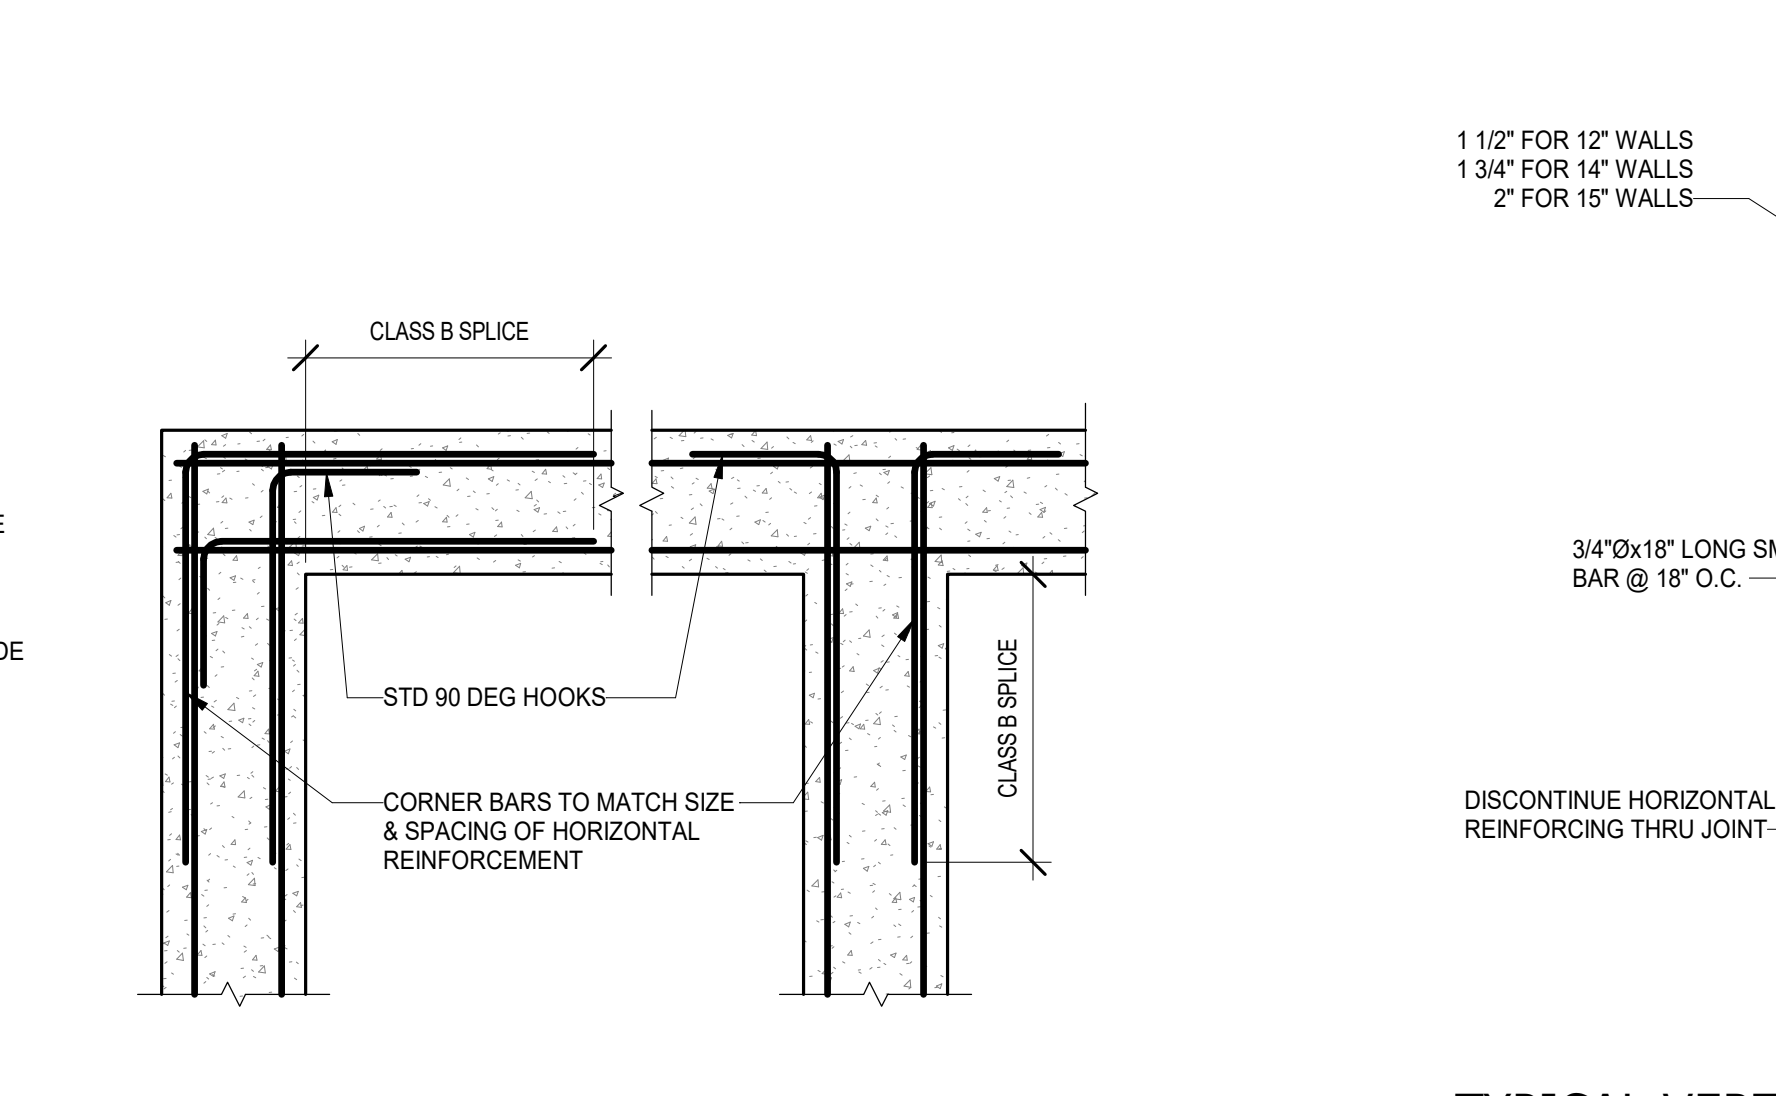 CLASS B SPLICE
STD 90 DEG HOOKS
CORNER BARS TO MATCH SIZE
& SPACING OF HORIZONTAL
REINFORCEMENT
CLASS B SPLICE
1 1/2" FOR 12" WALLS
1 3/4" FOR 14" WALLS
2" FOR 15" WALLS
3/4"Øx18" LONG
BAR @ 18" O.C.
DISCONTINUE HORIZONTAL
REINFORCING THRU JOINT